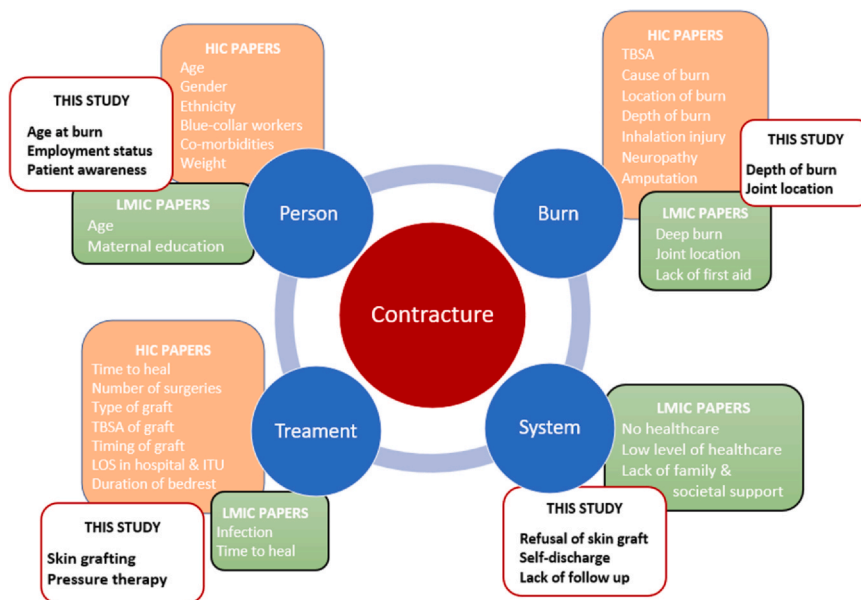 HIC PAPERS
Age
Gender
Ethnicity
Blue-collar workers
Co-morbidities
Weight
THIS STUDY
Age at burn
Employment status
Patient awareness
LMIC PAPERS
Age
Maternal education
Person
HIC PAPERS
TBSA
Cause of burn
Location of burn
Depth of burn
Inhalation injury
Neuropathy
Amputation
THIS STUDY
Depth of burn
Joint location
LMIC PAPERS
Deep burn
Joint location
Lack of first aid
Burn
Contracture
HIC PAPERS
Time to heal
Number of surgeries
Type of graft
TBSA of graft
Timing of graft
LOS in hospital & ITU
Duration of bedrest
Treament
LMIC PAPERS
Infection
Time to heal
THIS STUDY
Skin grafting
Pressure therapy
System
LMIC PAPERS
No healthcare
Low level of healthcare
Lack of family &
societal support
THIS STUDY
Refusal of skin graft
Self-discharge
Lack of follow up